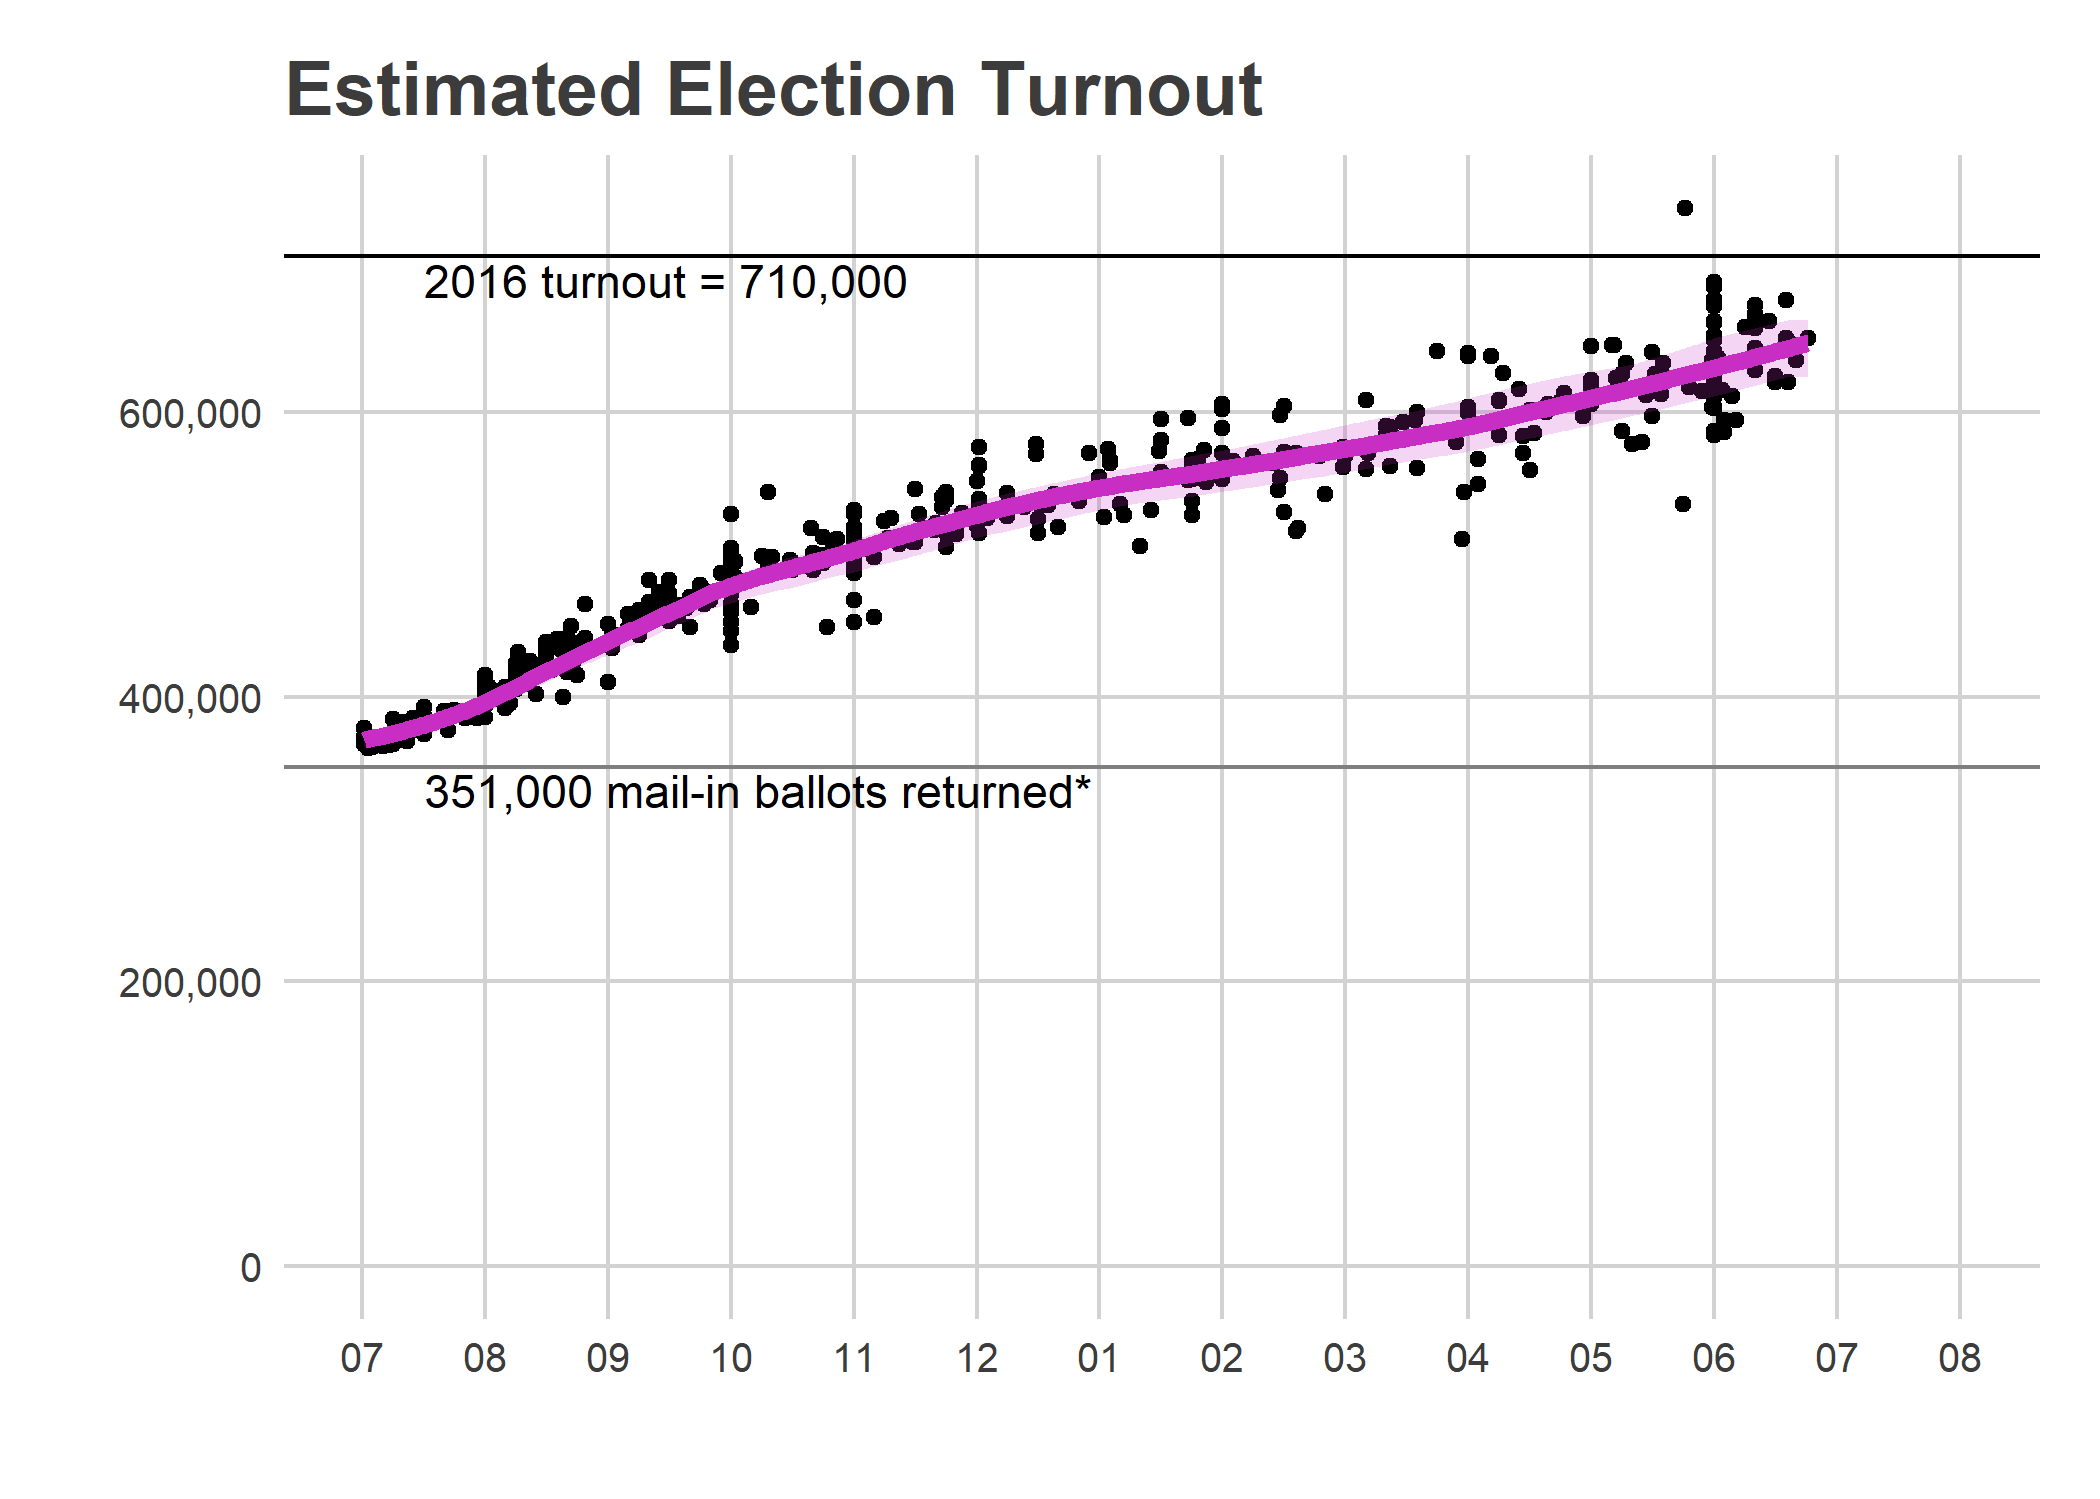 Estimated Election Turnout
2016 turnout = 710,000
600,000
400,000
351,000 mail-in ballots returned*
200,000
0
07 08 09 10 11 12 01 02 03 04 05 06 07 08